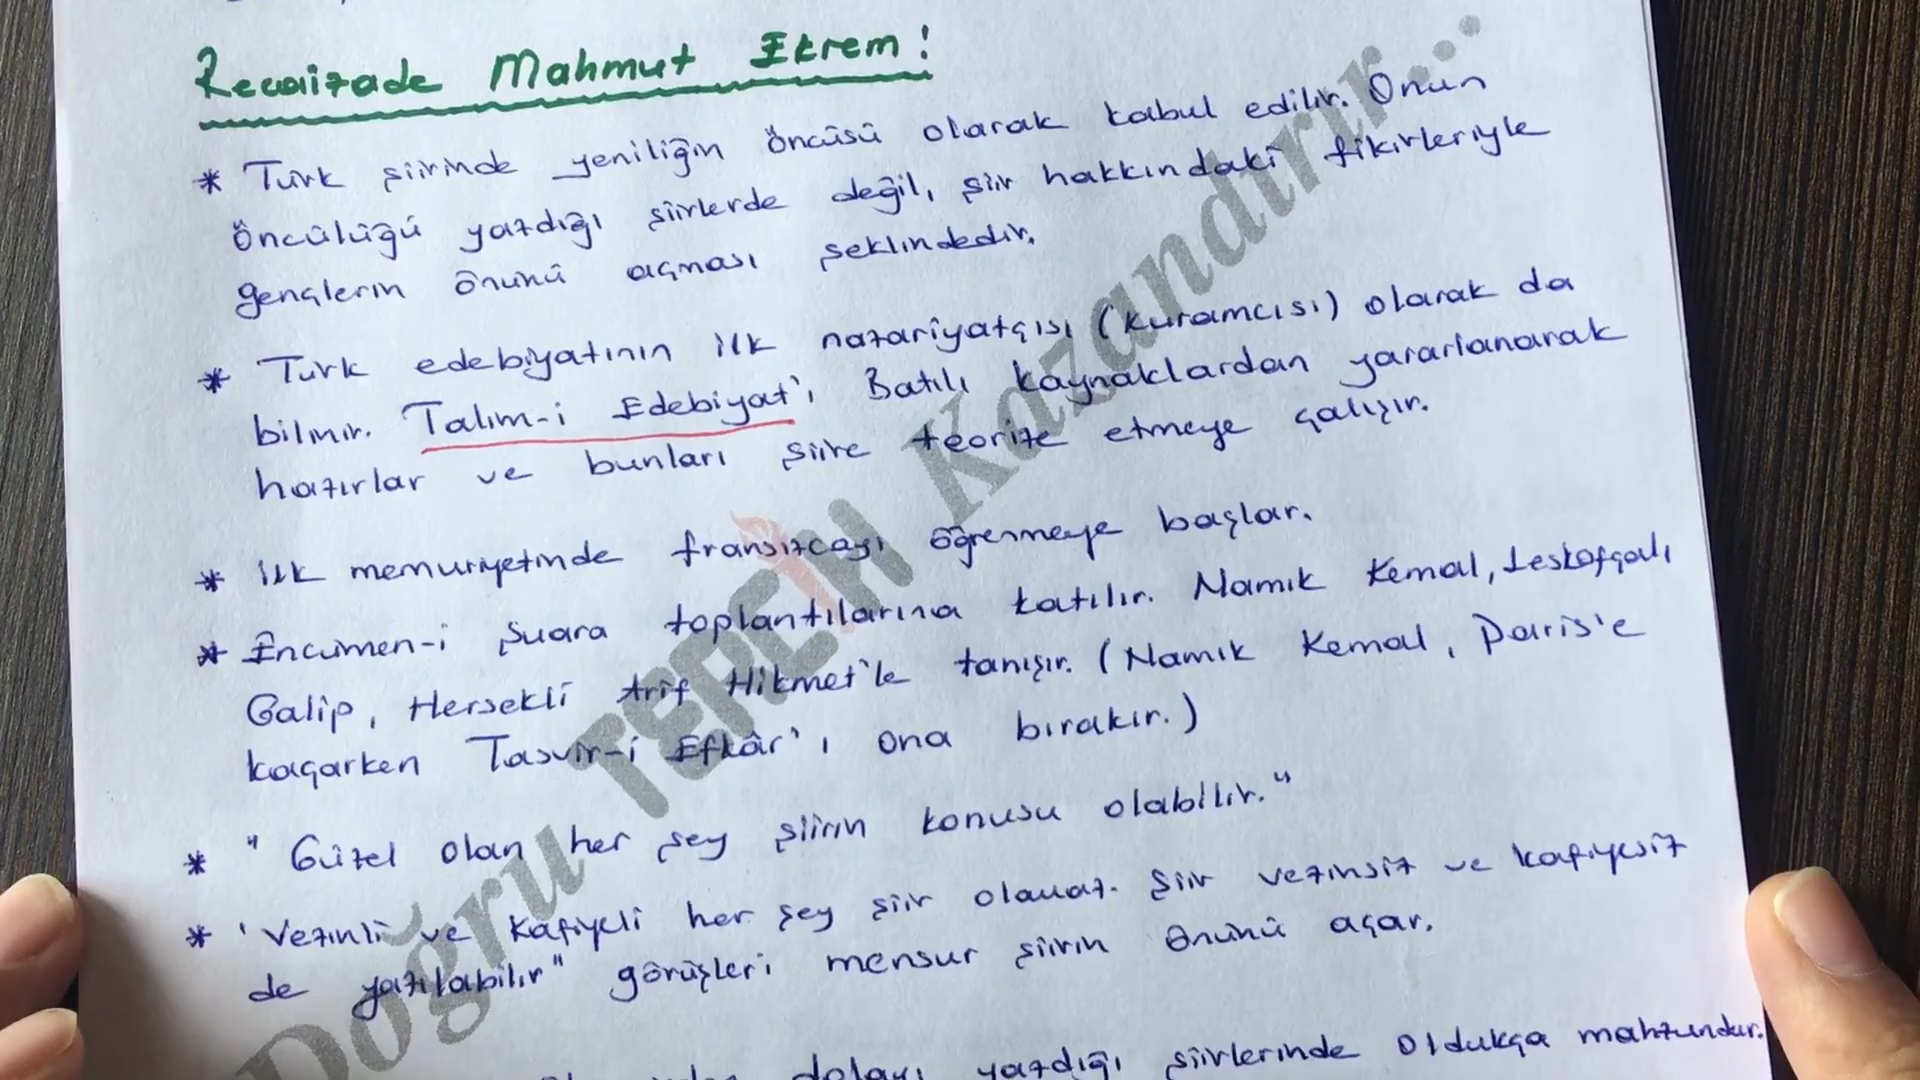 Recaizade Mahmut Ekrem!
* Türk şiirinde yeniliğin öncüsü olarak kabul edilir. Onun
öncülüğü yazdığı şiirlerde değil, şiir hakkındaki fikirleriyle
gençlerin önünü açması şeklindedir.
* Türk edebiyatının ilk nazariyatçısı (kuramcısı) olarak da
bilinir. Talim-i Edebiyat'ı Batılı kaynaklardan yararlanarak
hazırlar ve bunları şiire teorize etmeye çalışır.
* İlk memuriyetinde fransızcayı öğrenmeye başlar.
* Encümen-i Şuara toplantılarına katılır. Namık Kemal, Leskofçalı
Galip, Hersekli Arif Hikmet'le tanışır. (Namık Kemal, Paris'e
kaçarken Tasvir-i Efkâr'ı ona bırakır.)
* "Güzel olan her şey şiirin konusu olabilir."
* 'Vezinli ve kafiyeli her şey şiir olamaz. Şiir vezinsiz ve kafiyesiz
de yazılabilir" görüşleri mensur şiirin önünü açar.
dolayı yazdığı şiirlerinde oldukça mahzundur.
Doğru TERCİH Kazandırır...